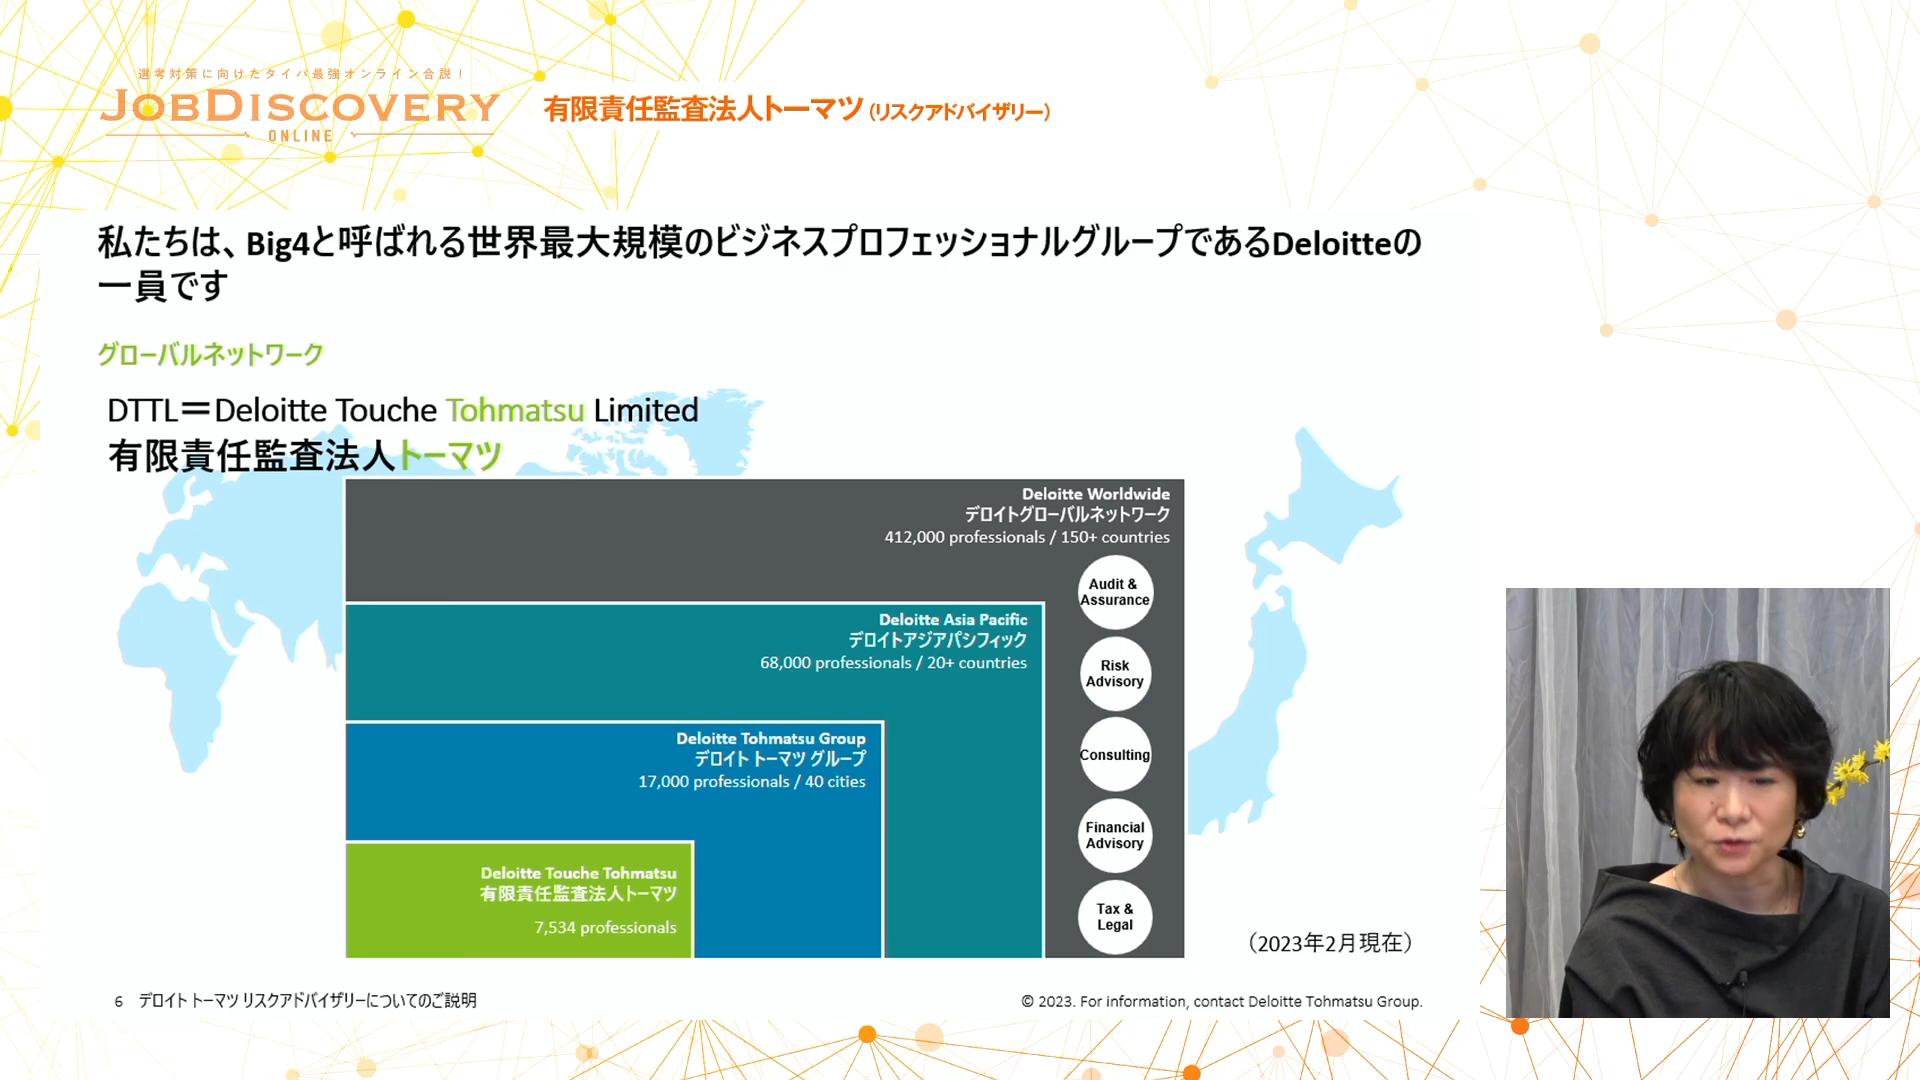 選考対策に向けたタイパ最強オンライン合説！
JOBDISCOVERY
ONLINE
有限責任監査法人トーマツ（リスクアドバイザリー）
私たちは、Big4と呼ばれる世界最大規模のビジネスプロフェッショナルグループであるDeloitteの
一員です
グローバルネットワーク
DTTL＝Deloitte Touche Tohmatsu Limited
有限責任監査法人トーマツ
Deloitte Worldwide
デロイトグローバルネットワーク
412,000 professionals / 150+ countries
Audit &
Assurance
Risk
Advisory
Consulting
Financial
Advisory
Tax &
Legal
Deloitte Asia Pacific
デロイトアジアパシフィック
68,000 professionals / 20+ countries
Deloitte Tohmatsu Group
デロイト トーマツ グループ
17,000 professionals / 40 cities
Deloitte Touche Tohmatsu
有限責任監査法人トーマツ
7,534 professionals
（2023年2月現在）
6 デロイト トーマツ リスクアドバイザリーについてのご説明
© 2023. For information, contact Deloitte Tohmatsu Group.